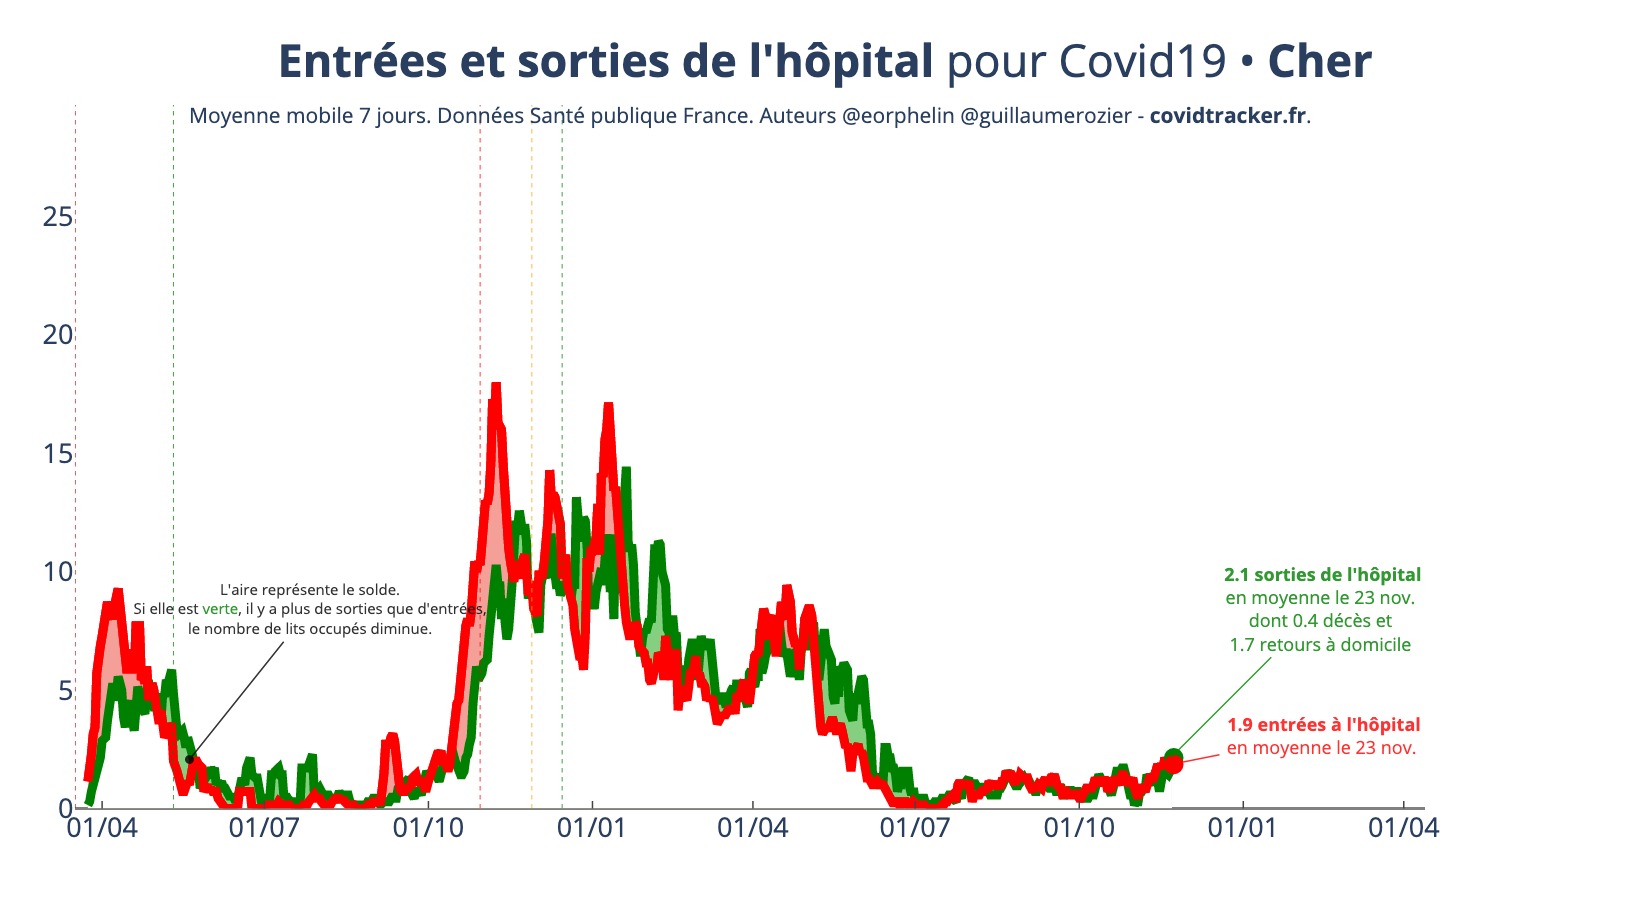 Entrées et sorties de l'hôpital pour Covid19 • Cher
Moyenne mobile 7 jours. Données Santé publique France. Auteurs @eorphelin @guillaumerozier - covidtracker.fr.
25
20
15
10
5
0
L'aire représente le solde.
Si elle est verte, il y a plus de sorties que d'entrées,
le nombre de lits occupés diminue.
2.1 sorties de l'hôpital
en moyenne le 23 nov.
dont 0.4 décès et
1.7 retours à domicile
1.9 entrées à l'hôpital
en moyenne le 23 nov.
01/04 01/07 01/10 01/01 01/04 01/07 01/10 01/01 01/04